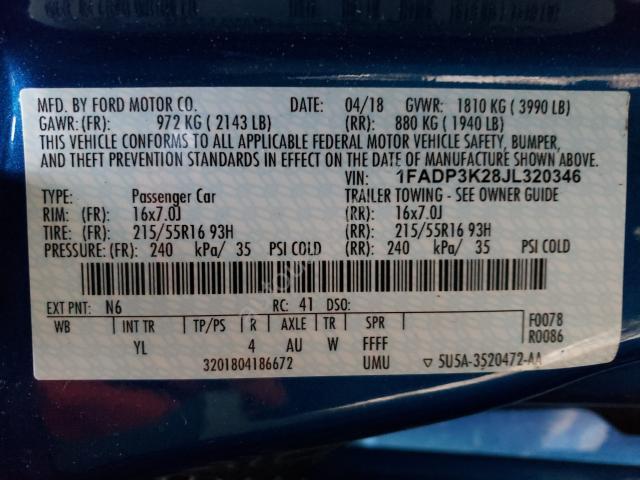 MFD. BY FORD MOTOR CO. DATE: 04/18 GVWR: 1810 KG ( 3990 LB)
GAWR: (FR): 972 KG ( 2143 LB) (RR): 880 KG ( 1940 LB)
THIS VEHICLE CONFORMS TO ALL APPLICABLE FEDERAL MOTOR VEHICLE SAFETY, BUMPER,
AND THEFT PREVENTION STANDARDS IN EFFECT ON THE DATE OF MANUFACTURE SHOWN ABOVE.
VIN: 1FADP3K28JL320346
TYPE: Passenger Car TRAILER TOWING - SEE OWNER GUIDE
RIM: (FR): 16x7.0J (RR): 16x7.0J
TIRE: (FR): 215/55R16 93H (RR): 215/55R16 93H
PRESSURE: (FR): 240 kPa/ 35 PSI COLD (RR): 240 kPa/ 35 PSI COLD
EXT PNT: N6 RC: 41 DSO:
WB INT TR TP/PS R AXLE TR SPR F0078
YL 4 AU W FFFF R0086
3201804186672 UMU ▽ 5U5A-3520472-AA